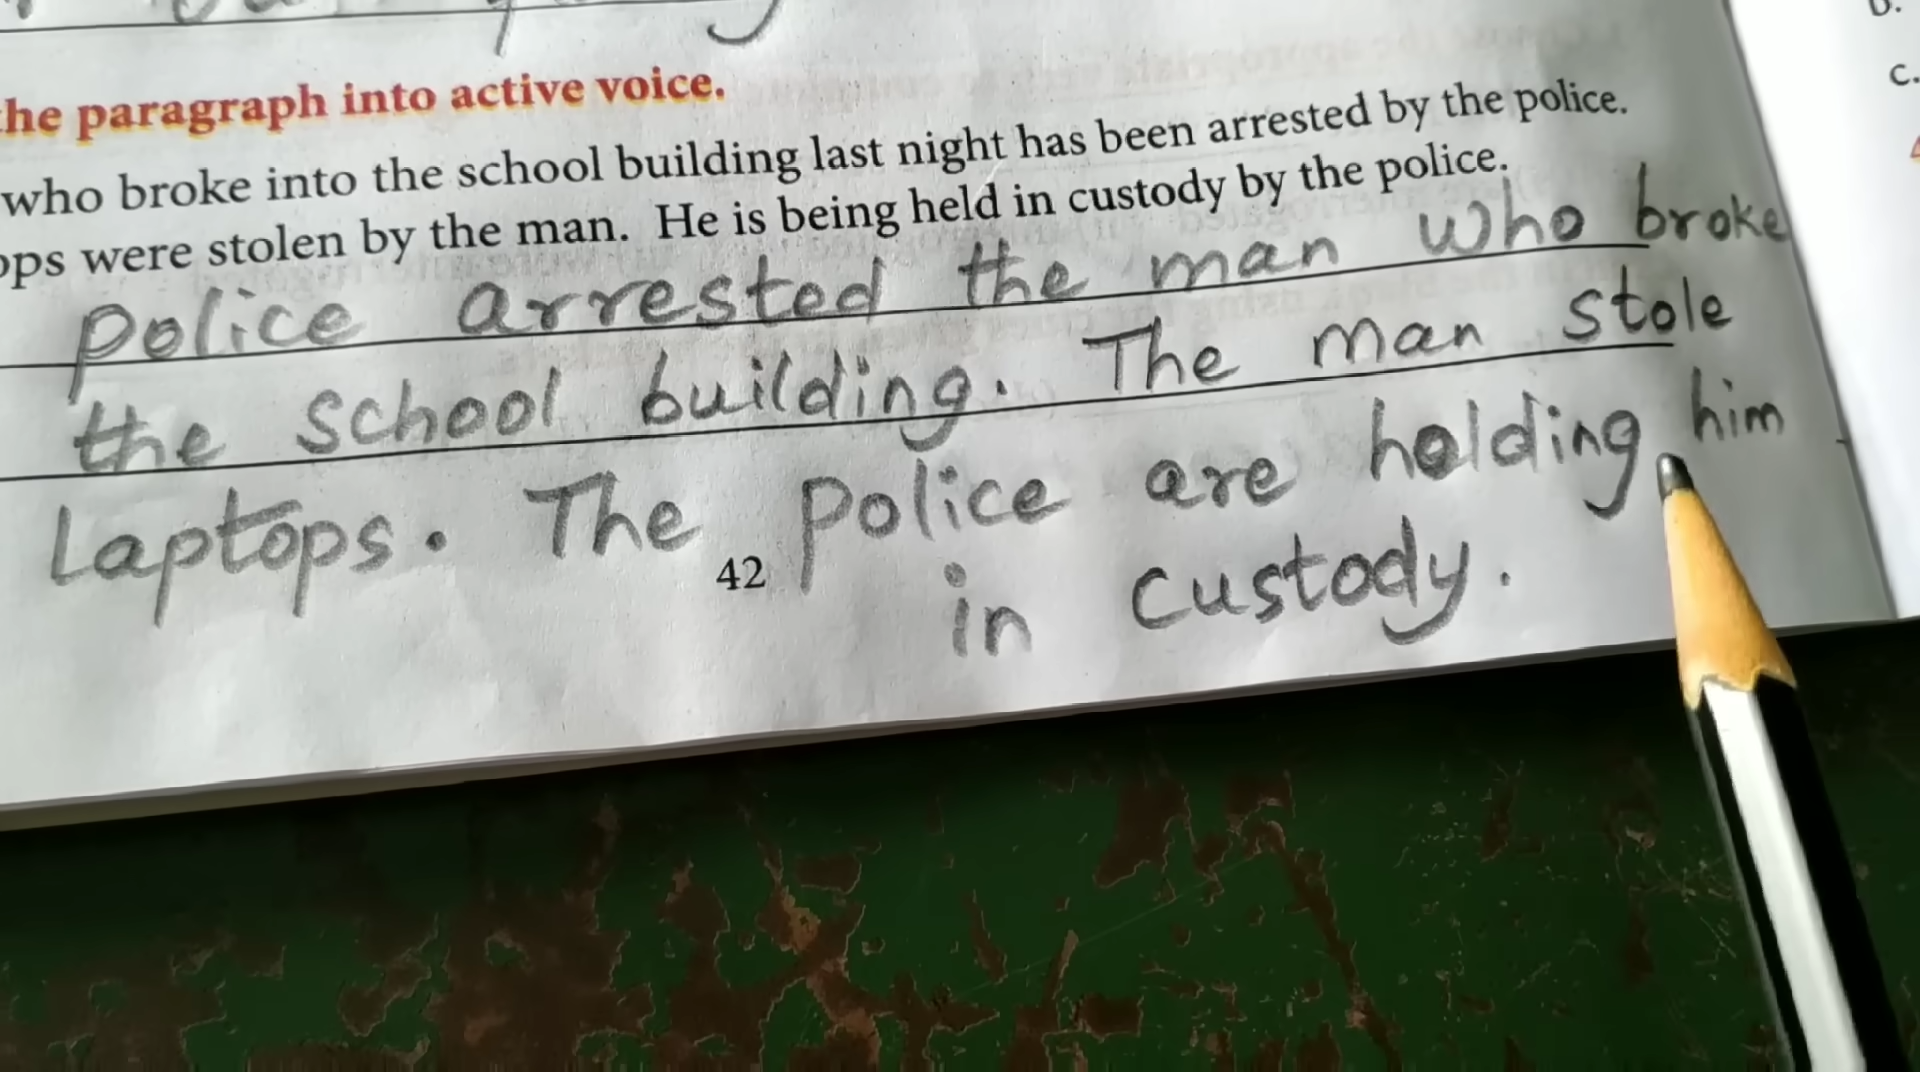 he paragraph into active voice.
who broke into the school building last night has been arrested by the police.
ops were stolen by the man. He is being held in custody by the police.
police arrested the man who broke
the school building. The man stole
laptops. The police are holding him
in custody.
42
c.